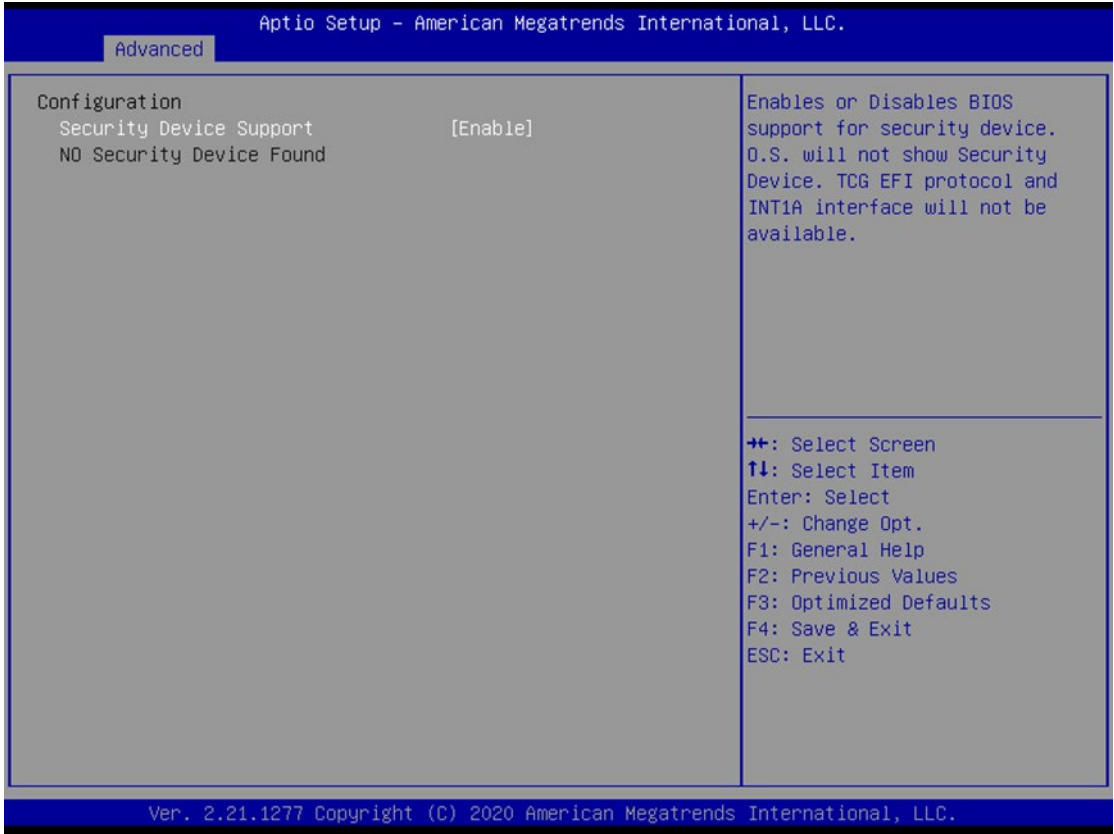 Aptio Setup – American Megatrends International, LLC.
Advanced
Configuration
Security Device Support [Enable]
NO Security Device Found
Enables or Disables BIOS
support for security device.
O.S. will not show Security
Device. TCG EFI protocol and
INT1A interface will not be
available.
→←: Select Screen
↑↓: Select Item
Enter: Select
+/-: Change Opt.
F1: General Help
F2: Previous Values
F3: Optimized Defaults
F4: Save & Exit
ESC: Exit
Ver. 2.21.1277 Copyright (C) 2020 American Megatrends International, LLC.